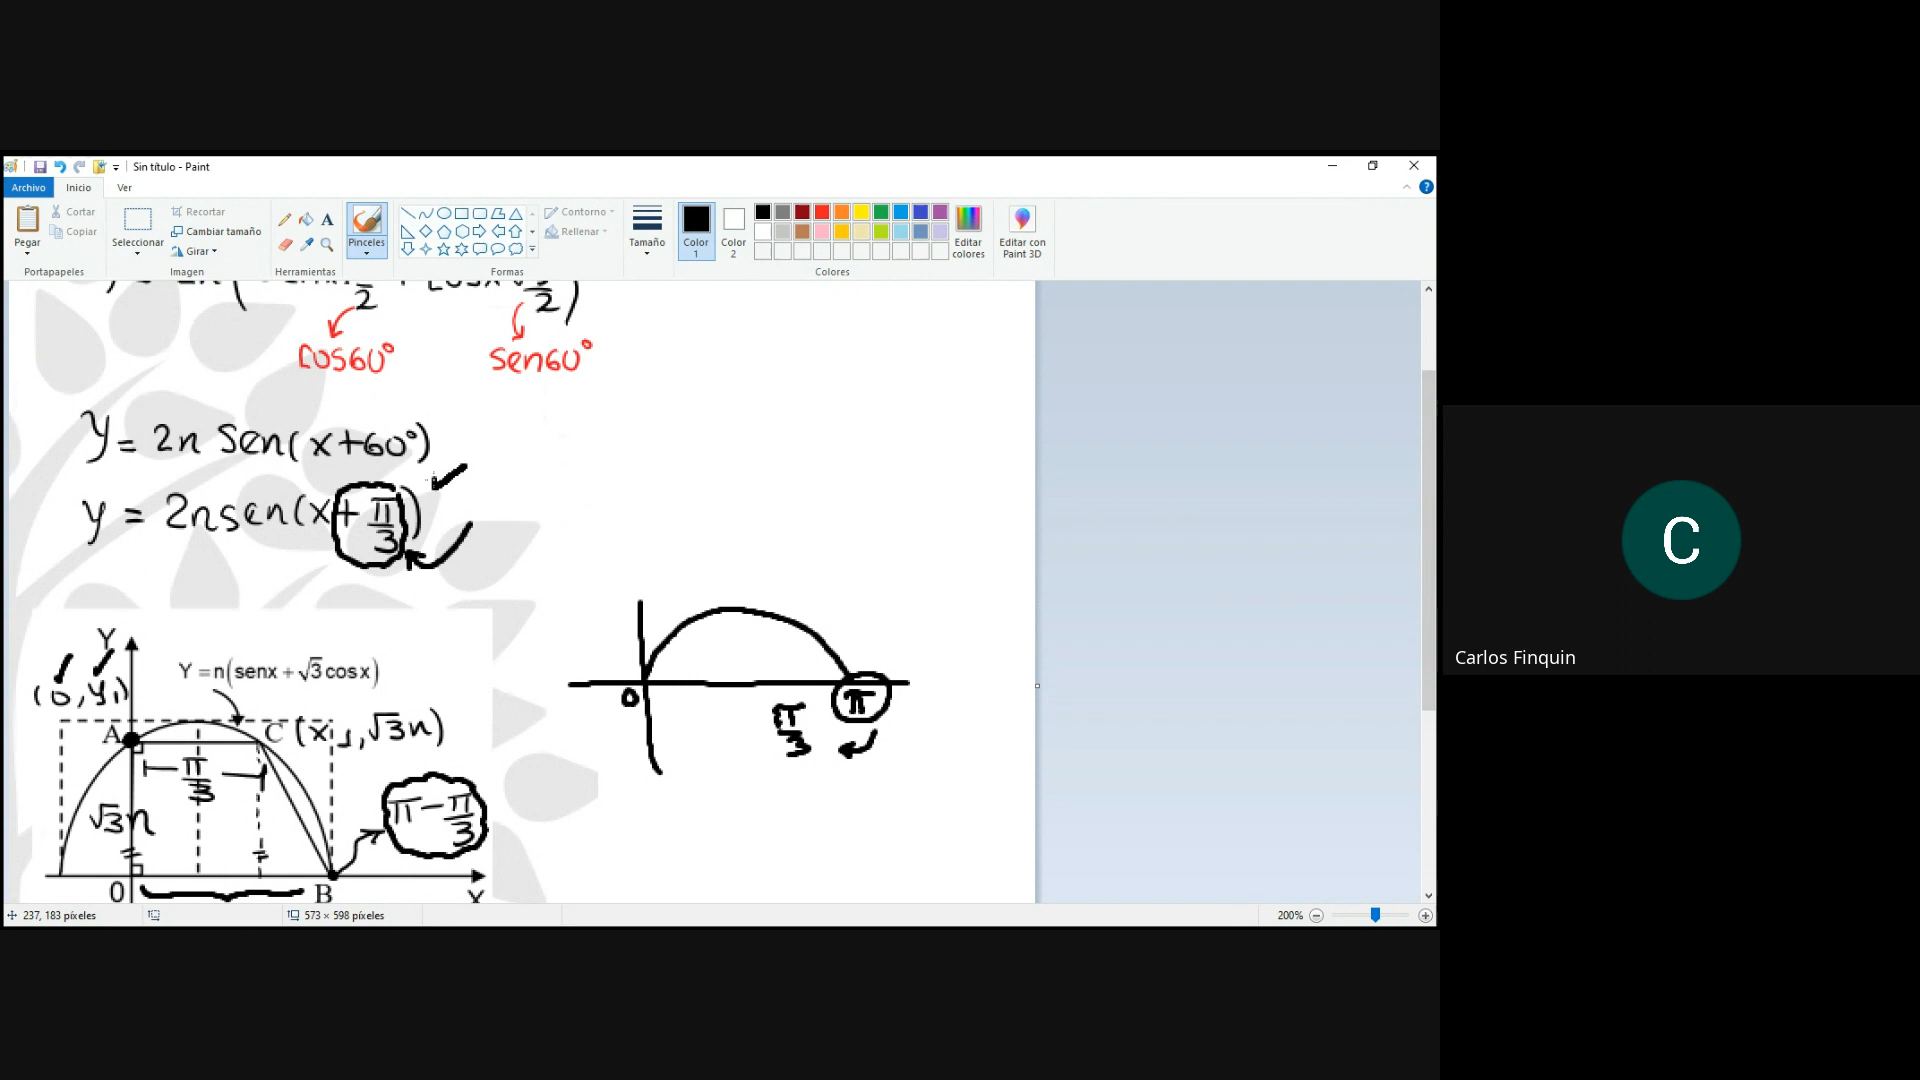 Sin título - Paint
Archivo Inicio Ver
Pegar
Cortar
Copiar
Portapapeles
Seleccionar
Recortar
Cambiar tamaño
Girar
Imagen
Herramientas
Pinceles
Formas
Contorno
Rellenar
Tamaño
Color 1
Color 2
Editar colores
Editar con Paint 3D
Colores
cos60° sen60°
y = 2n Sen(x+60°)
y = 2nsen(x+π/3)
Y
Y = n(senx + √3 cosx)
(0, y₁)
A C (x₁, √3n)
π/3
√3n
π - π/3
0 B X
0 π
π/3
237, 183 píxeles 573 × 598 píxeles 200%
C
Carlos Finquin